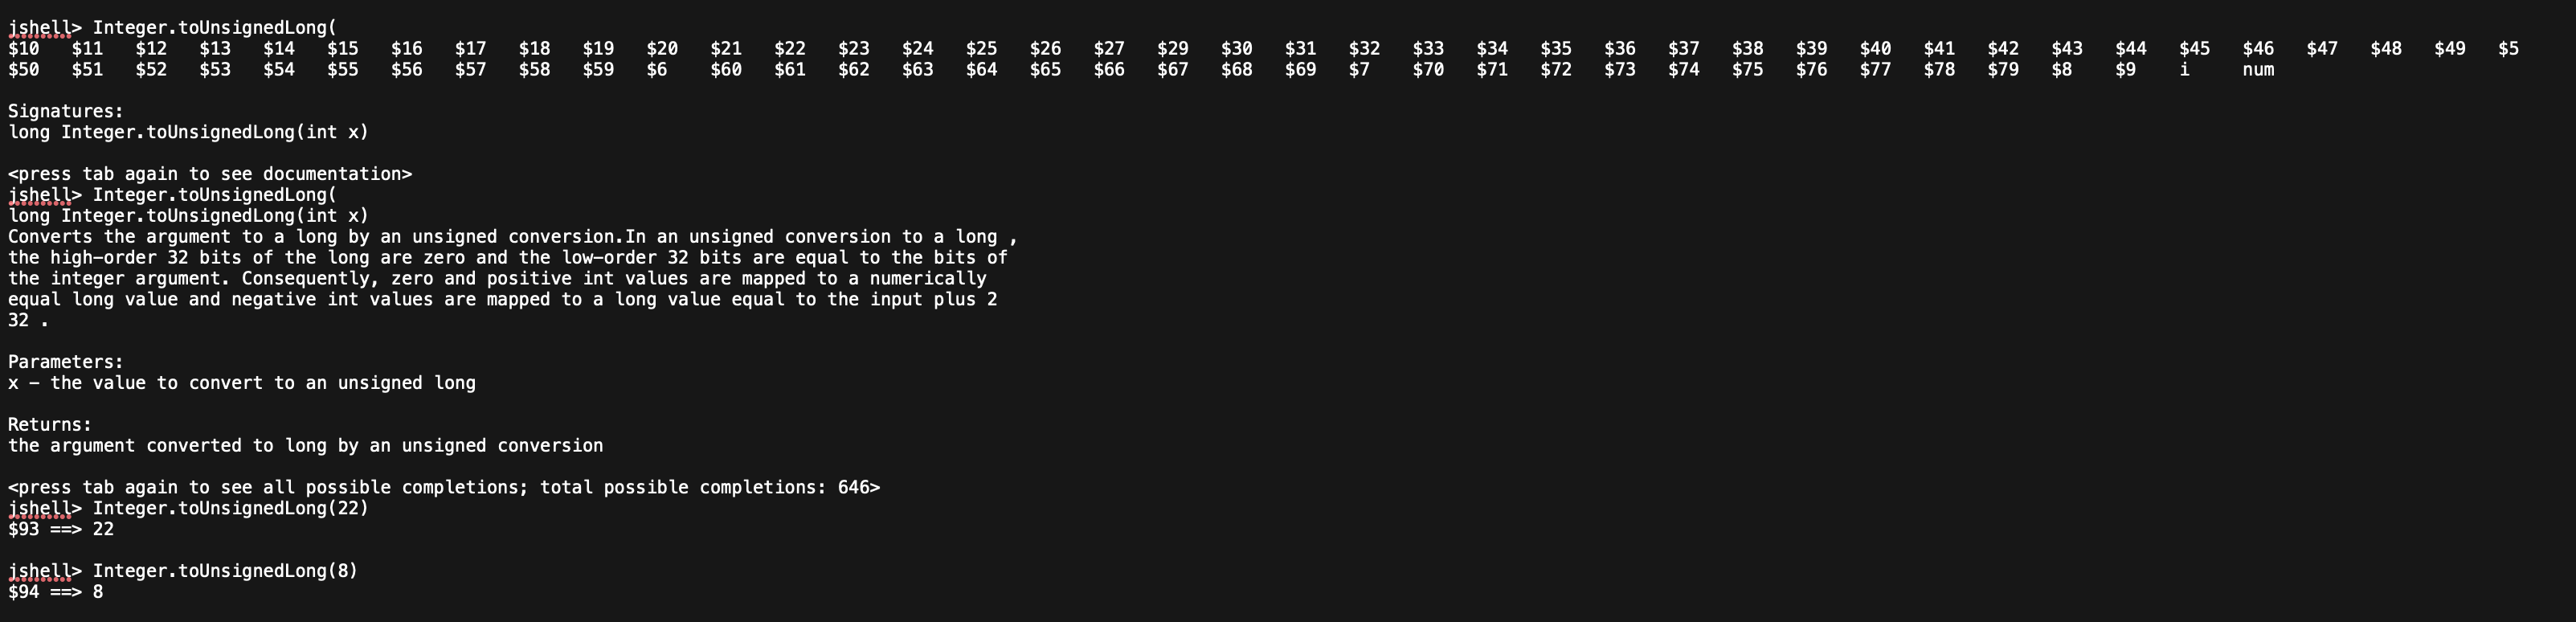 jshell> Integer.toUnsignedLong(
$10 $11 $12 $13 $14 $15 $16 $17 $18 $19 $20 $21 $22 $23 $24 $25 $26 $27 $29 $30 $31 $32 $33 $34 $35 $36 $37 $38 $39 $40 $41 $42 $43 $44 $45 $46 $47 $48 $49 $5
$50 $51 $52 $53 $54 $55 $56 $57 $58 $59 $6 $60 $61 $62 $63 $64 $65 $66 $67 $68 $69 $7 $70 $71 $72 $73 $74 $75 $76 $77 $78 $79 $8 $9 i num
Signatures:
long Integer.toUnsignedLong(int x)
<press tab again to see documentation>
jshell> Integer.toUnsignedLong(
long Integer.toUnsignedLong(int x)
Converts the argument to a long by an unsigned conversion.In an unsigned conversion to a long ,
the high-order 32 bits of the long are zero and the low-order 32 bits are equal to the bits of
the integer argument. Consequently, zero and positive int values are mapped to a numerically
equal long value and negative int values are mapped to a long value equal to the input plus 2
32 .
Parameters:
x - the value to convert to an unsigned long
Returns:
the argument converted to long by an unsigned conversion
<press tab again to see all possible completions; total possible completions: 646>
jshell> Integer.toUnsignedLong(22)
$93 ==> 22
jshell> Integer.toUnsignedLong(8)
$94 ==> 8